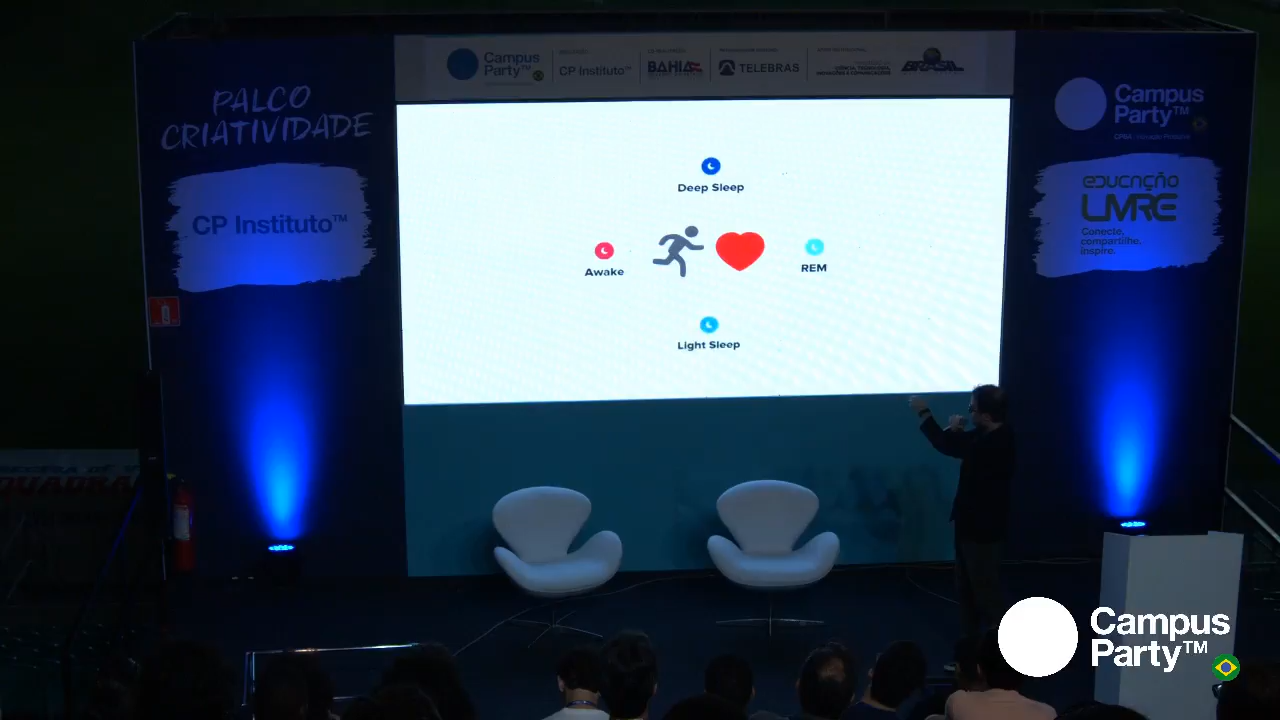 PALCO
CRIATIVIDADE
CP Instituto™
Campus
Party™
CP Instituto™
BAHIA
TELEBRAS
BRASIL
Deep Sleep
Awake
REM
Light Sleep
Campus
Party™
EDUCAÇÃO
LIVRE
Conecte,
compartilhe,
inspire.
QUADRA
Campus
Party™